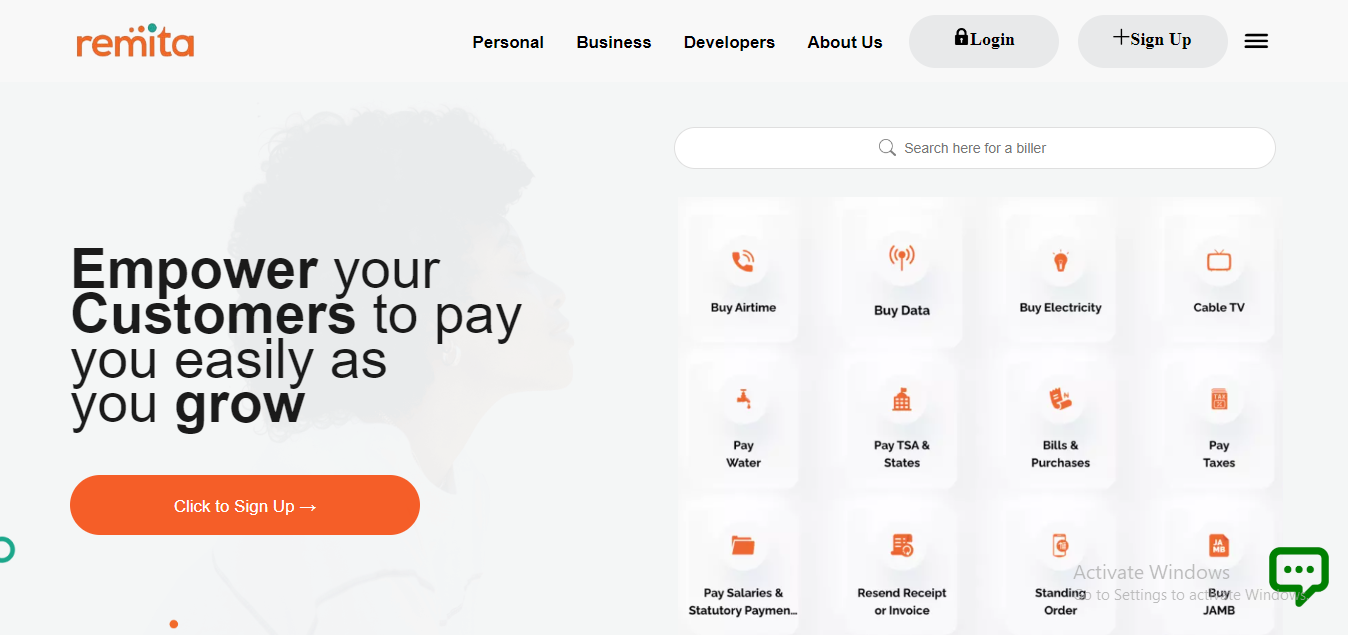 remita
Personal
Business
Developers
About Us
Login
Sign Up
Search here for a biller
Empower your
Customers to pay
you easily as
you grow
Click to Sign Up →
Buy Airtime
Buy Data
Buy Electricity
Cable TV
Pay
Water
Pay TSA &
States
Bills &
Purchases
Pay
Taxes
TAX
Pay Salaries &
Statutory Paymen...
Resend Receipt
or Invoice
Standing
Order
JA
MB
Buy
JAMB
Activate Windows
Go to Settings to activate Windows.